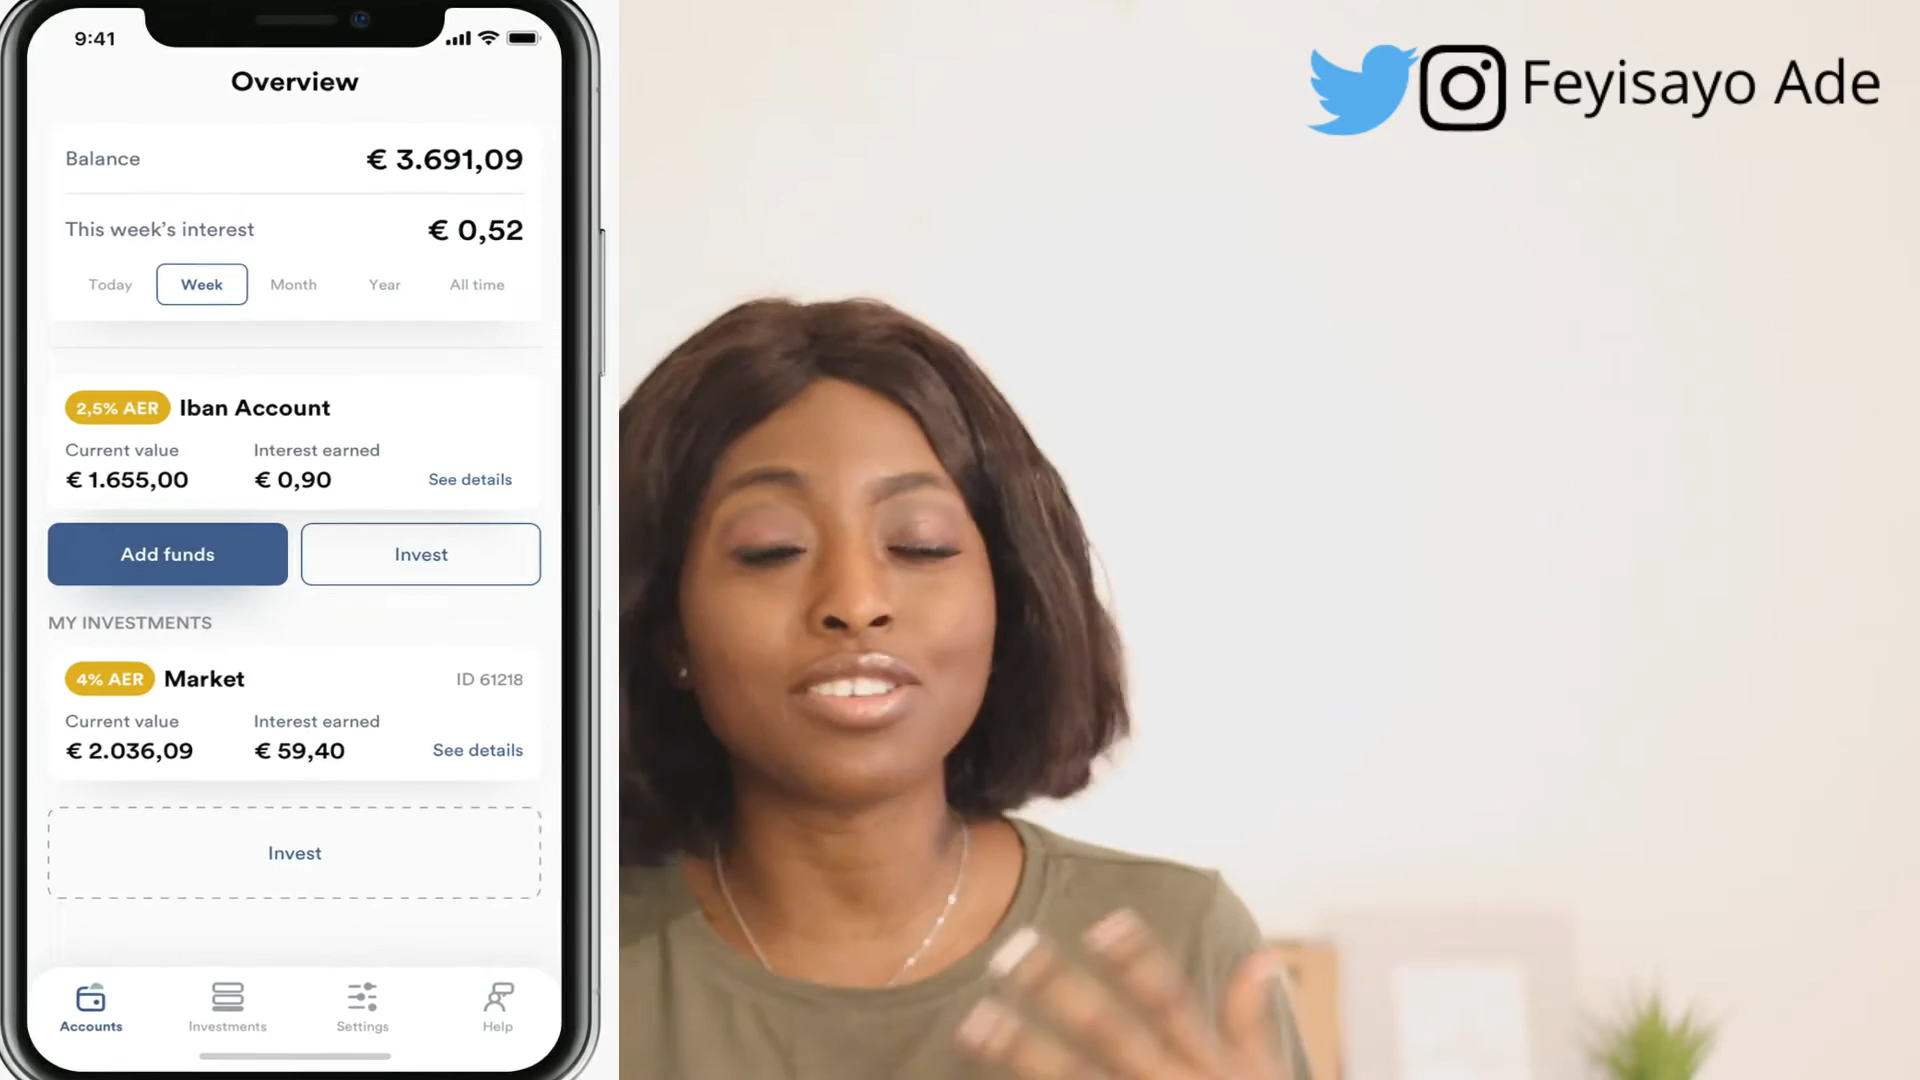 9:41
Overview
Balance € 3.691,09
This week's interest € 0,52
Today Week Month Year All time
2,5% AER Iban Account
Current value Interest earned
€ 1.655,00 € 0,90 See details
Add funds Invest
MY INVESTMENTS
4% AER Market ID 61218
Current value Interest earned
€ 2.036,09 € 59,40 See details
Invest
Accounts Investments Settings Help
Feyisayo Ade